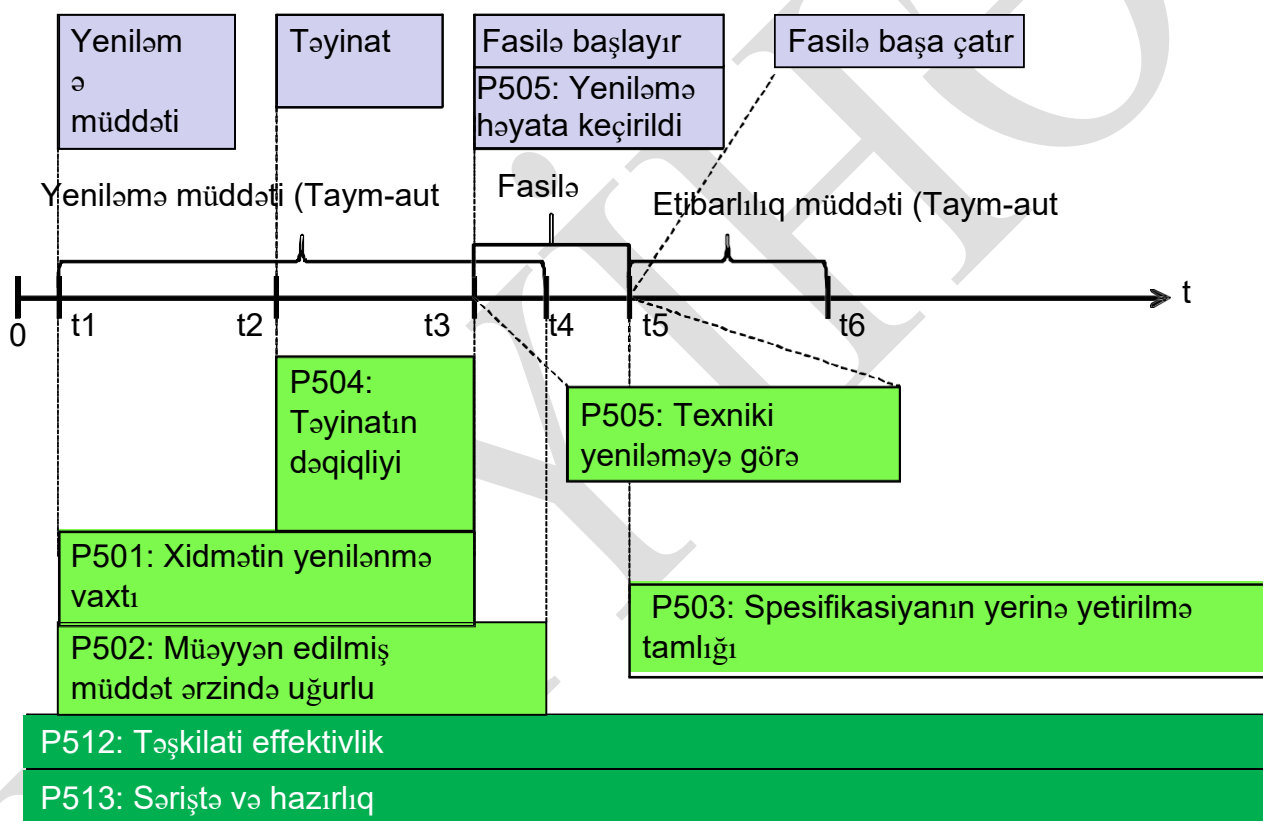 Yeniləm
ə
müddəti
Təyinat
Fasilə başlayır
P505: Yeniləmə
həyata keçirildi
Fasilə başa çatır
Yeniləmə müddəti (Taym-aut
Fasilə
Etibarlılıq müddəti (Taym-aut
t
0
t1
t2
t3
t4
t5
t6
P504:
Təyinatın
dəqiqliyi
P505: Texniki
yeniləməyə görə
P501: Xidmətin yenilənmə
vaxtı
P503: Spesifikasiyanın yerinə yetirilmə
tamlığı
P502: Müəyyən edilmiş
müddət ərzində uğurlu
P512: Təşkilati effektivlik
P513: Səriştə və hazırlıq